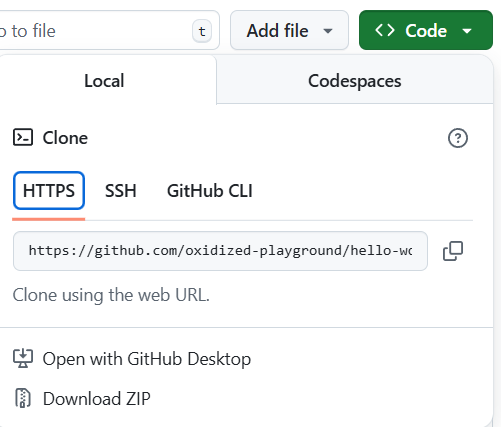 to file t Add file Code
Local Codespaces
Clone
HTTPS SSH GitHub CLI
https://github.com/oxidized-playground/hello-wo
Clone using the web URL.
Open with GitHub Desktop
Download ZIP